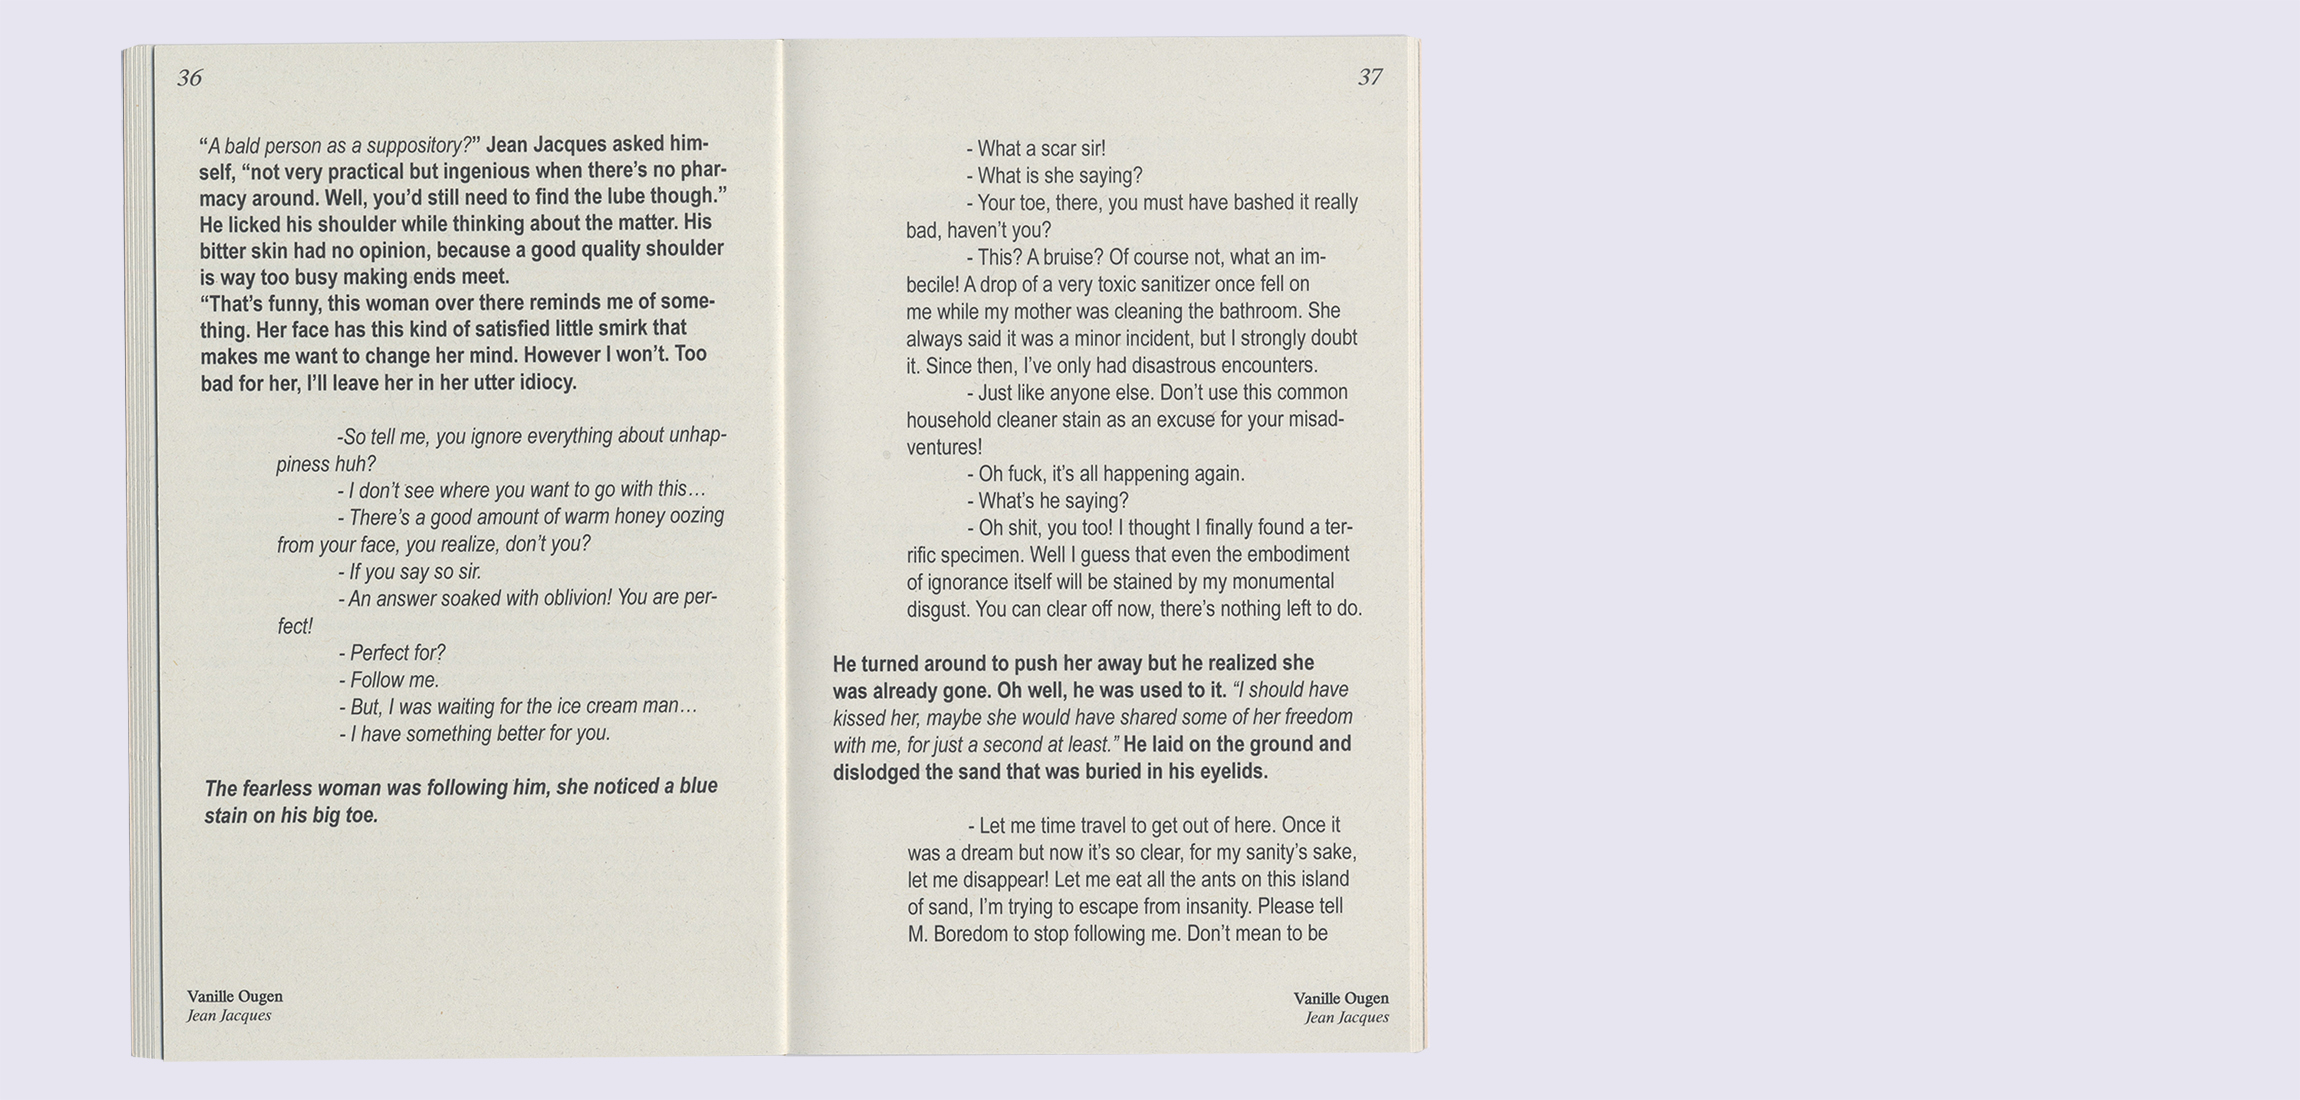 36
“A bald person as a suppository?” Jean Jacques asked him-
self, “not very practical but ingenious when there’s no phar-
macy around. Well, you’d still need to find the lube though.”
He licked his shoulder while thinking about the matter. His
bitter skin had no opinion, because a good quality shoulder
is way too busy making ends meet.
“That’s funny, this woman over there reminds me of some-
thing. Her face has this kind of satisfied little smirk that
makes me want to change her mind. However I won’t. Too
bad for her, I’ll leave her in her utter idiocy.
-So tell me, you ignore everything about unhap-
piness huh?
- I don’t see where you want to go with this…
- There’s a good amount of warm honey oozing
from your face, you realize, don’t you?
- If you say so sir.
- An answer soaked with oblivion! You are per-
fect!
- Perfect for?
- Follow me.
- But, I was waiting for the ice cream man…
- I have something better for you.
The fearless woman was following him, she noticed a blue
stain on his big toe.
Vanille Ougen
Jean Jacques
37
- What a scar sir!
- What is she saying?
- Your toe, there, you must have bashed it really
bad, haven’t you?
- This? A bruise? Of course not, what an im-
becile! A drop of a very toxic sanitizer once fell on
me while my mother was cleaning the bathroom. She
always said it was a minor incident, but I strongly doubt
it. Since then, I’ve only had disastrous encounters.
- Just like anyone else. Don’t use this common
household cleaner stain as an excuse for your misad-
ventures!
- Oh fuck, it’s all happening again.
- What’s he saying?
- Oh shit, you too! I thought I finally found a ter-
rific specimen. Well I guess that even the embodiment
of ignorance itself will be stained by my monumental
disgust. You can clear off now, there’s nothing left to do.
He turned around to push her away but he realized she
was already gone. Oh well, he was used to it. “I should have
kissed her, maybe she would have shared some of her freedom
with me, for just a second at least.” He laid on the ground and
dislodged the sand that was buried in his eyelids.
- Let me time travel to get out of here. Once it
was a dream but now it’s so clear, for my sanity’s sake,
let me disappear! Let me eat all the ants on this island
of sand, I’m trying to escape from insanity. Please tell
M. Boredom to stop following me. Don’t mean to be
Vanille Ougen
Jean Jacques